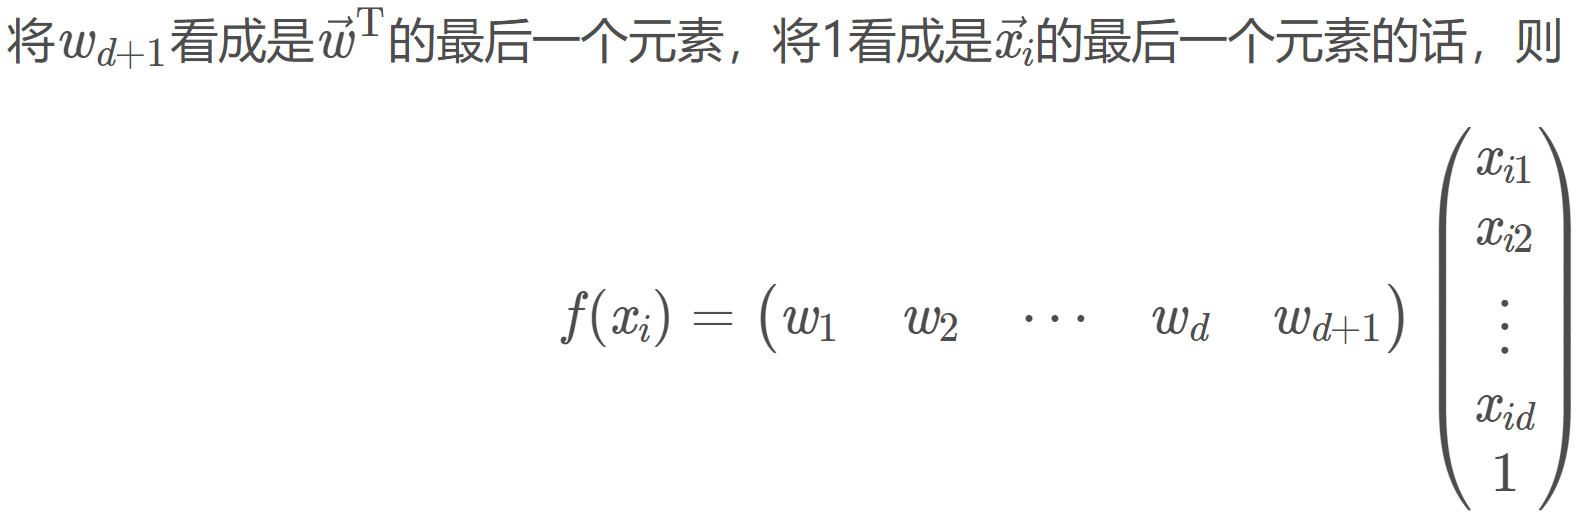 将$w_{d+1}$看成是$\vec{w}^{\mathrm{T}}$的最后一个元素，将1看成是$\vec{x}_i$的最后一个元素的话，则
$f(x_i) = \begin{pmatrix} w_1 & w_2 & \cdots & w_d & w_{d+1} \end{pmatrix} \begin{pmatrix} x_{i1} \\ x_{i2} \\ \vdots \\ x_{id} \\ 1 \end{pmatrix}$